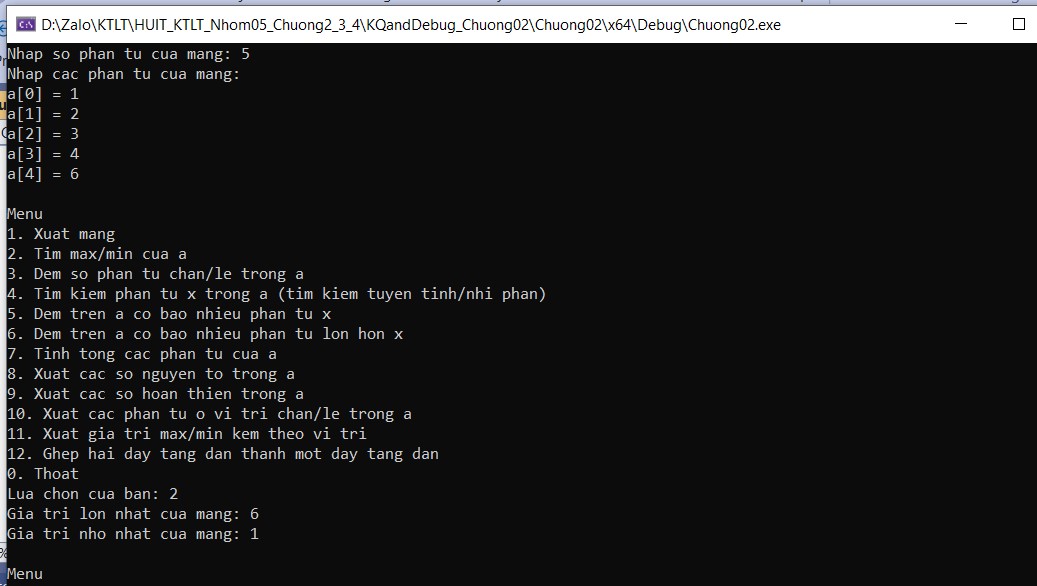 D:\Zalo\KTLT\HUIT_KTLT_Nhom05_Chuong2_3_4\KQandDebug_Chuong02\Chuong02\x64\Debug\Chuong02.exe
Nhap so phan tu cua mang: 5
Nhap cac phan tu cua mang:
a[0] = 1
a[1] = 2
a[2] = 3
a[3] = 4
a[4] = 6
Menu
1. Xuat mang
2. Tim max/min cua a
3. Dem so phan tu chan/le trong a
4. Tim kiem phan tu x trong a (tim kiem tuyen tinh/nhi phan)
5. Dem tren a co bao nhieu phan tu x
6. Dem tren a co bao nhieu phan tu lon hon x
7. Tinh tong cac phan tu cua a
8. Xuat cac so nguyen to trong a
9. Xuat cac so hoan thien trong a
10. Xuat cac phan tu o vi tri chan/le trong a
11. Xuat gia tri max/min kem theo vi tri
12. Ghep hai day tang dan thanh mot day tang dan
0. Thoat
Lua chon cua ban: 2
Gia tri lon nhat cua mang: 6
Gia tri nho nhat cua mang: 1
Menu